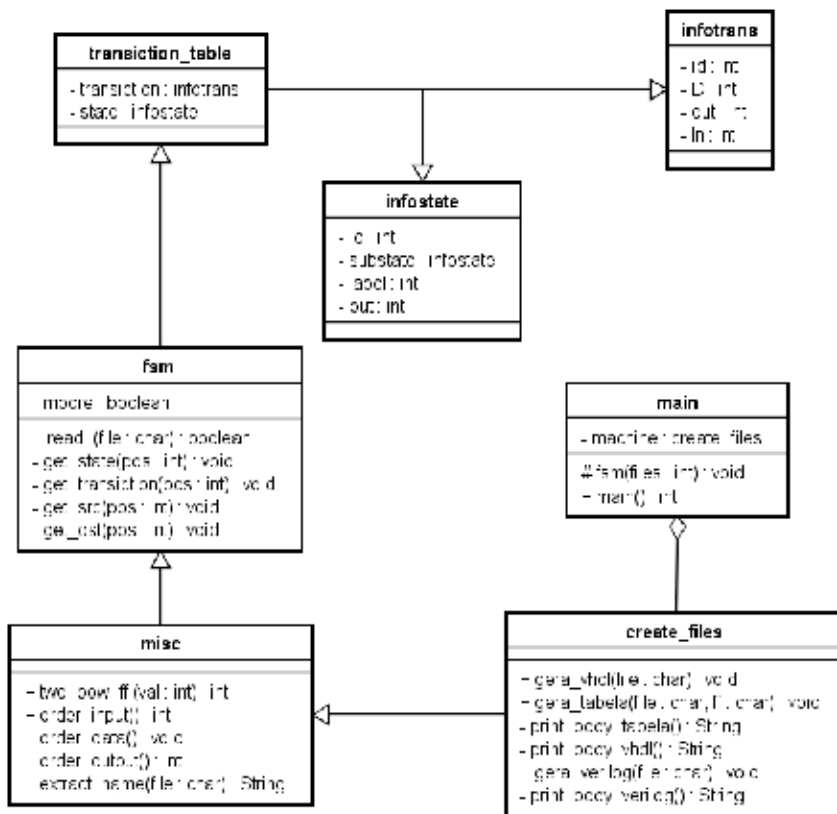 transiction_table
- transiction : infotrans
- state : infostate
infotrans
- id : int
- : int
- out : int
- in : int
infostate
- : int
- substate : infostate
- label : int
- out : int
fsm
moore : boolean
read (file : char) : boolean
- get_state(pos : int) : void
- get_transiction(pos : int) : void
- get_src(pos : int) : void
get_dst(pos : int) : void
main
- machine : create_files
# fsm(files : int) : void
+ main() : int
misc
+ two_pow_ff(val : int) : int
+ order_input() : int
order_data() : void
order_output() : int
extract_name(file : char) : String
create_files
+ gera_vhdl(file : char) : void
+ gera_tabela(file : char, : char) : void
- print_body_tabela() : String
- print_body_vhdl() : String
gera_verilog(file : char) : void
- print_body_verilog() : String